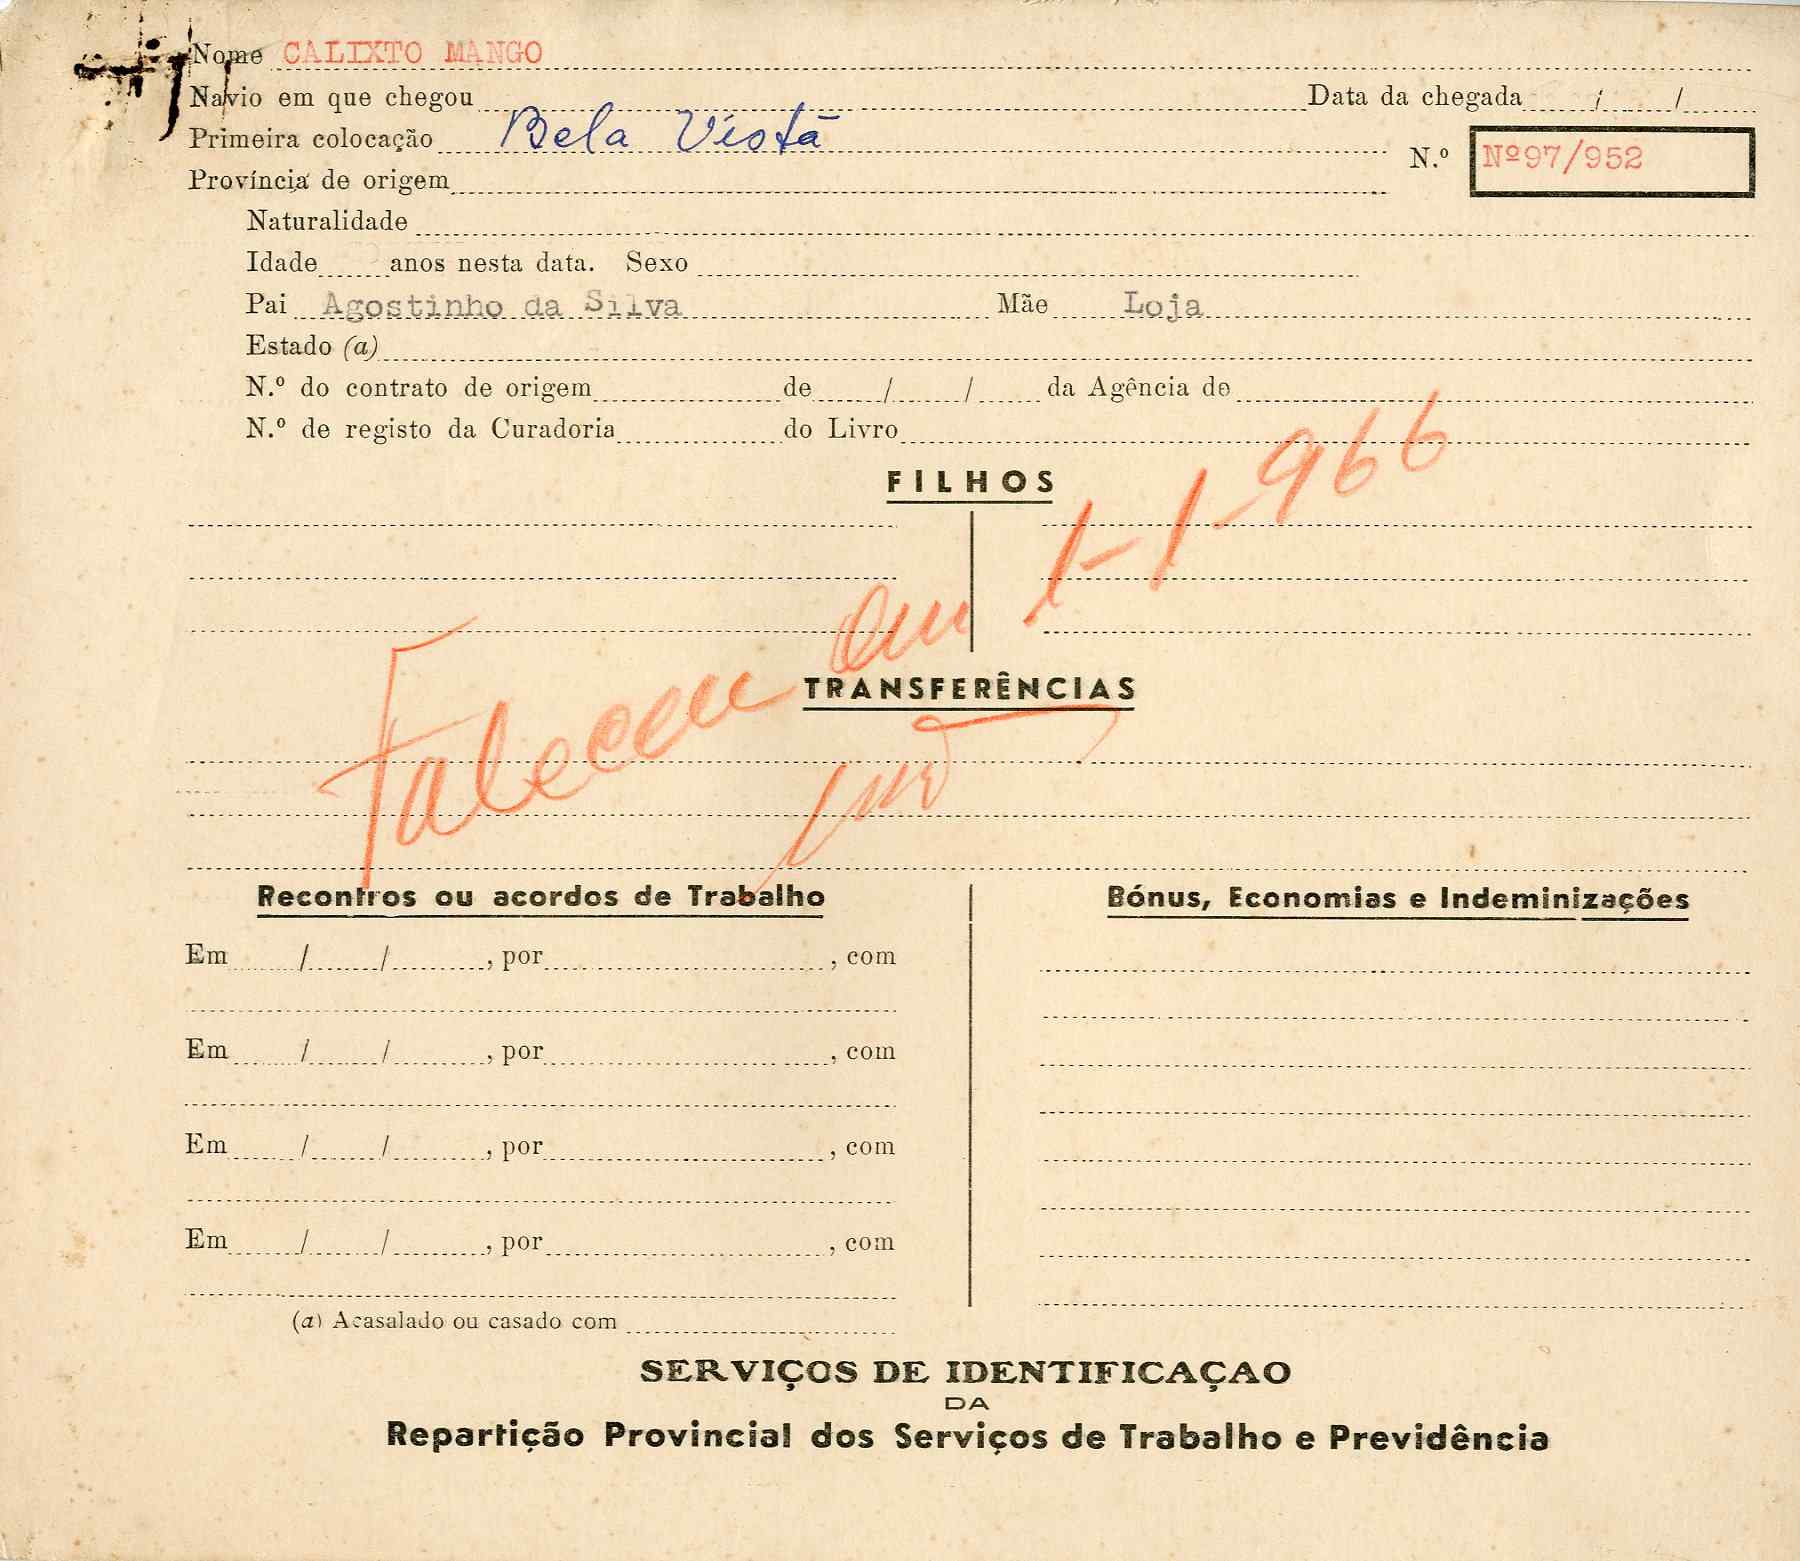 Nome CALIXTO MANGO
Navio em que chegou Data da chegada / /
Primeira colocação Bela Vista
N.º Nº97/952
Província de origem
Naturalidade
Idade anos nesta data. Sexo
Pai Agostinho da Silva Mãe Loja
Estado (a)
N.º do contrato de origem de / / da Agência de
N.º de registo da Curadoria do Livro
FILHOS
Faleceu em 1-1-966
TRANSFERÊNCIAS
Recontros ou acordos de Trabalho
Bónus, Economias e Indeminizações
Em / / , por , com
Em / / , por , com
Em / / , por , com
Em / / , por , com
(a) Acasalado ou casado com
SERVIÇOS DE IDENTIFICAÇAO
DA
Repartição Provincial dos Serviços de Trabalho e Previdência